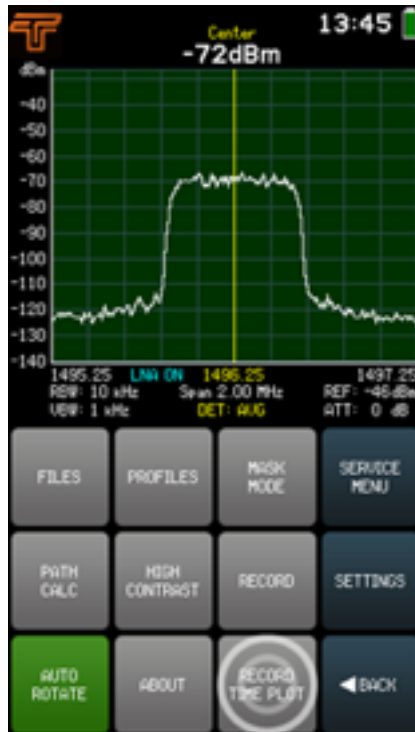 Center
13:45
-72dBm
dBm
-40
-50
-60
-70
-80
-90
-100
-110
-120
-130
-140
1495.25 LNA ON 1496.25 1497.25
RBW: 10 kHz Span 2.00 MHz REF: -46dBm
VBW: 1 kHz DET: AVG ATT: 0 dB
FILES
PROFILES
MASK
MODE
SERVICE
MENU
PATH
CALC
HIGH
CONTRAST
RECORD
SETTINGS
AUTO
ROTATE
ABOUT
RECORD
TIME PLOT
◀BACK